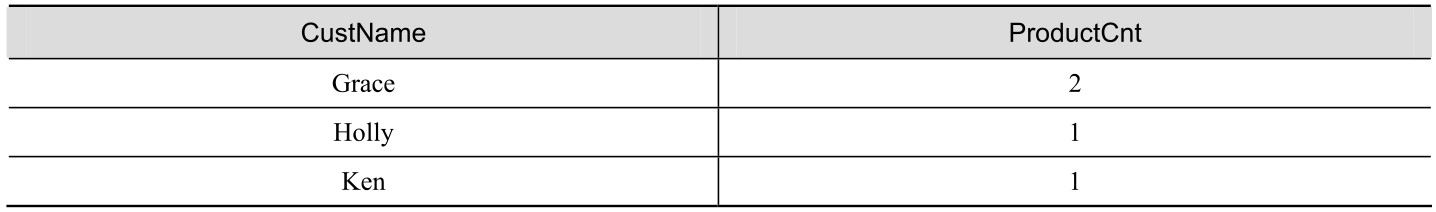 CustName ProductCnt
Grace 2
Holly 1
Ken 1